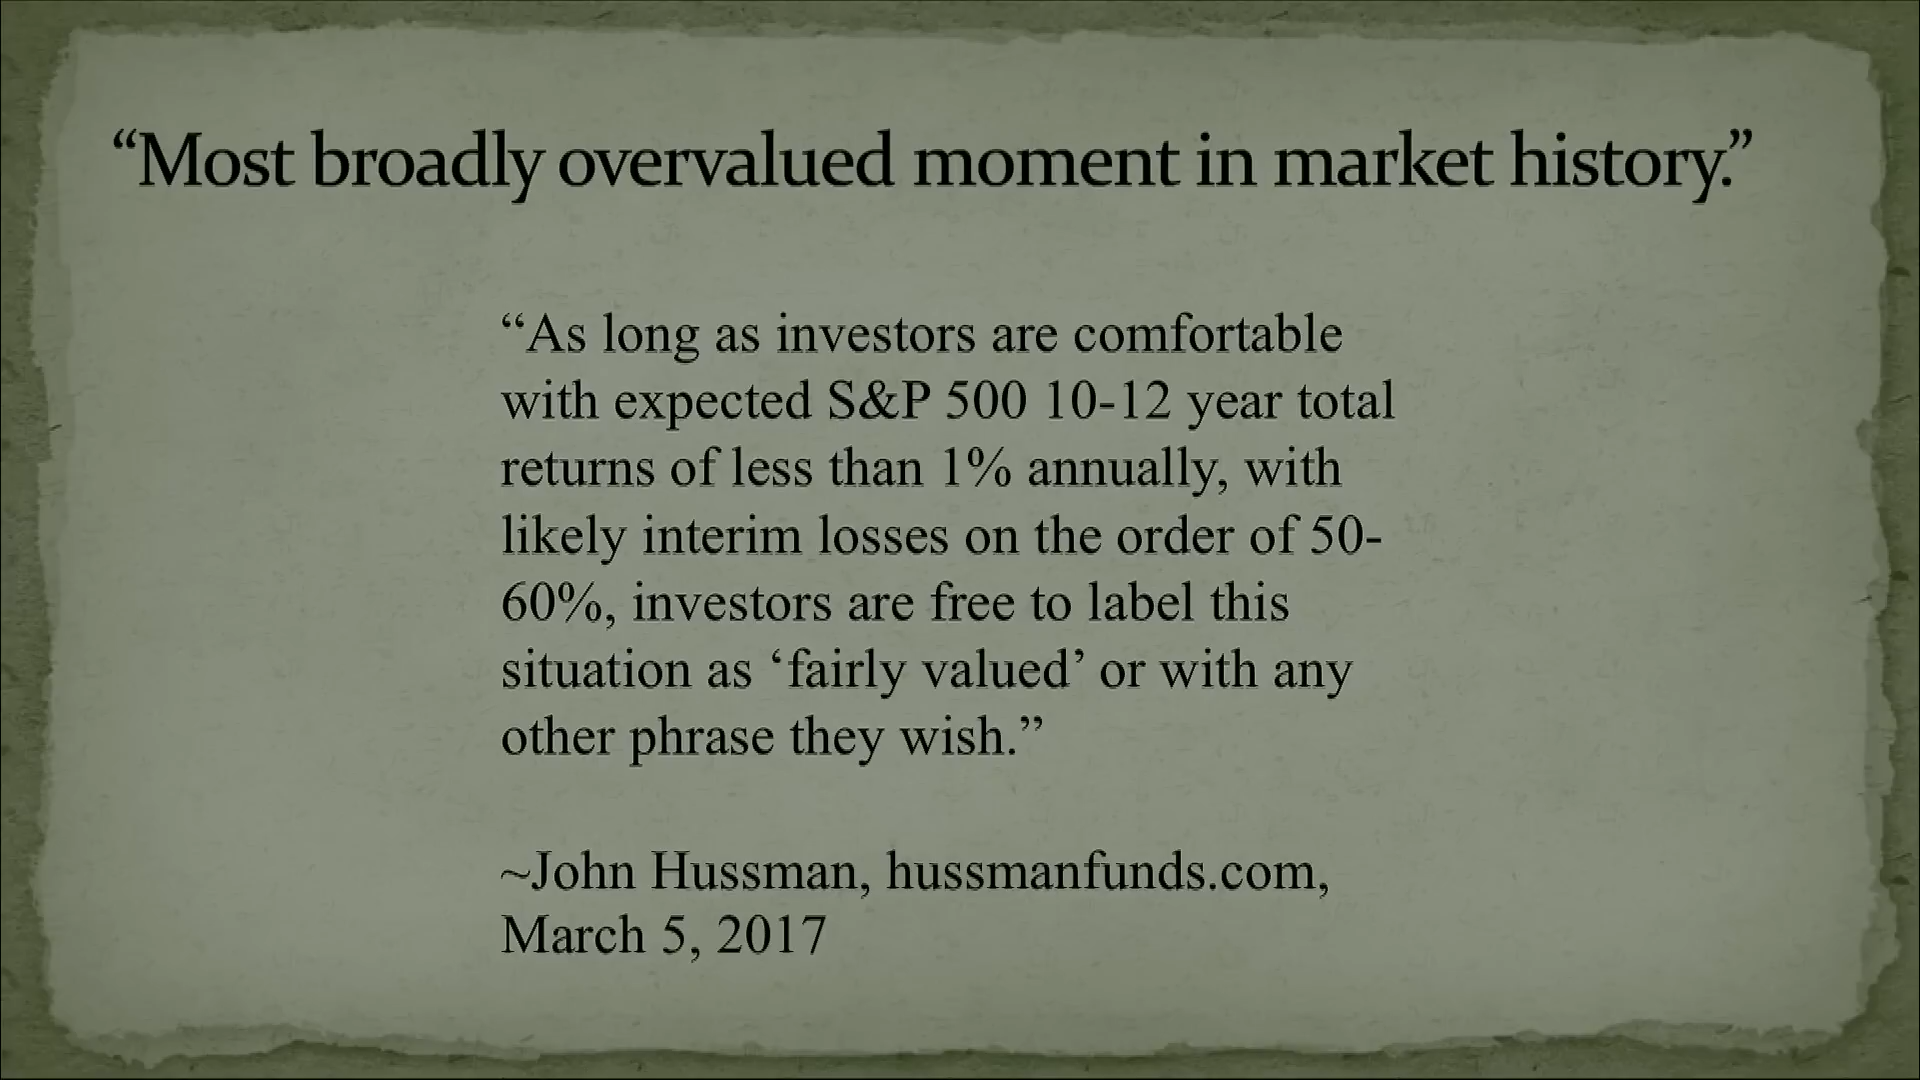 “Most broadly overvalued moment in market history.”
“As long as investors are comfortable
with expected S&P 500 10-12 year total
returns of less than 1% annually, with
likely interim losses on the order of 50-
60%, investors are free to label this
situation as ‘fairly valued’ or with any
other phrase they wish.”
~John Hussman, hussmanfunds.com,
March 5, 2017